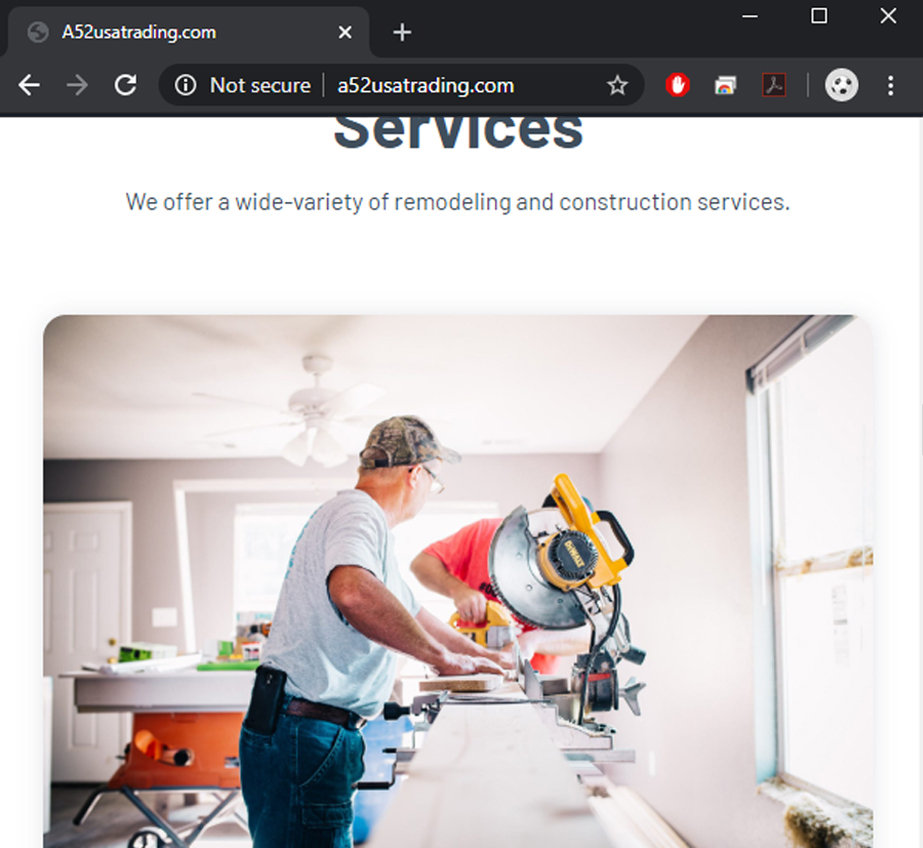 A52usatrading.com
Not secure a52usatrading.com
Services
We offer a wide-variety of remodeling and construction services.
DEWALT